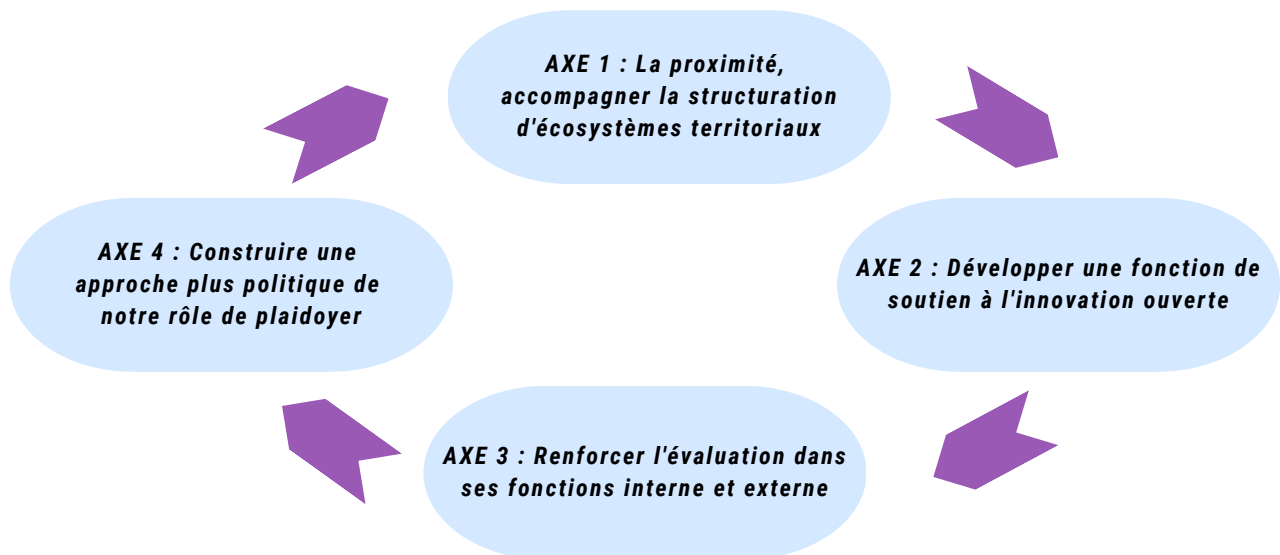 AXE 1 : La proximité,
accompagner la structuration
d'écosystèmes territoriaux
AXE 2 : Développer une fonction de
soutien à l'innovation ouverte
AXE 3 : Renforcer l'évaluation dans
ses fonctions interne et externe
AXE 4 : Construire une
approche plus politique de
notre rôle de plaidoyer